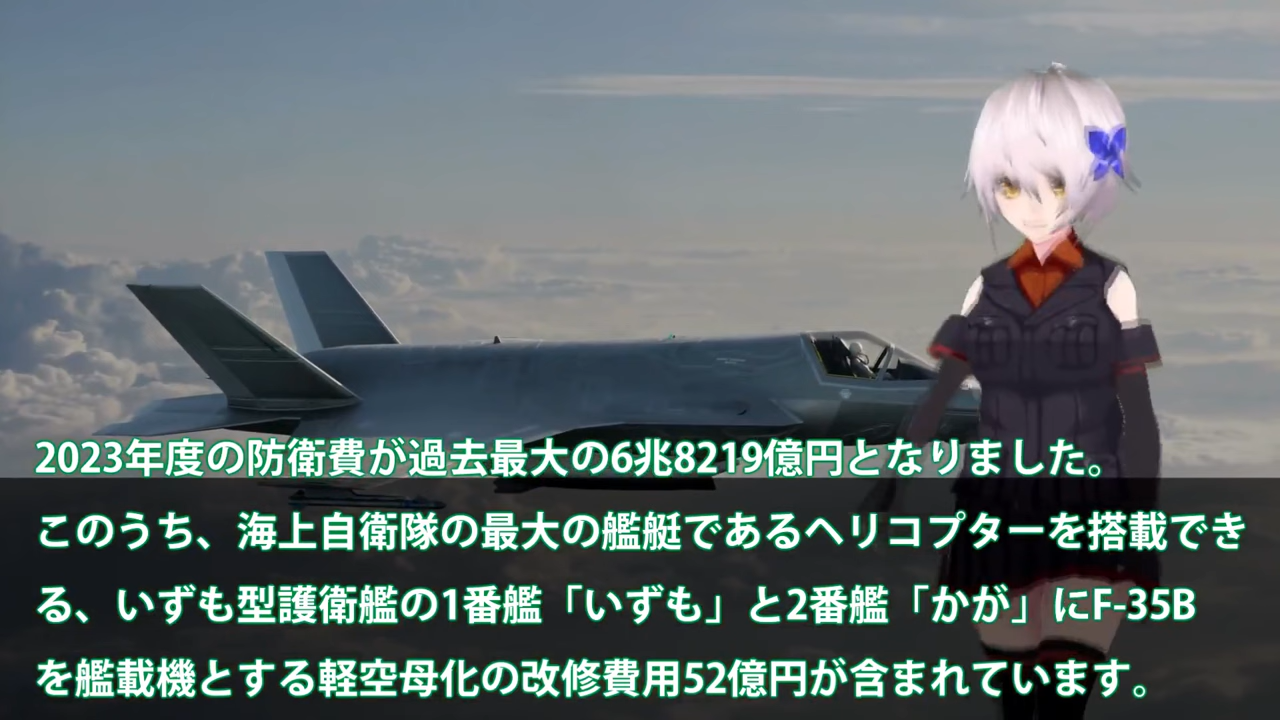 2023年度の防衛費が過去最大の6兆8219億円となりました。
このうち、海上自衛隊の最大の艦艇であるヘリコプターを搭載でき
る、いずも型護衛艦の1番艦「いずも」と2番艦「かが」にF-35B
を艦載機とする軽空母化の改修費用52億円が含まれています。